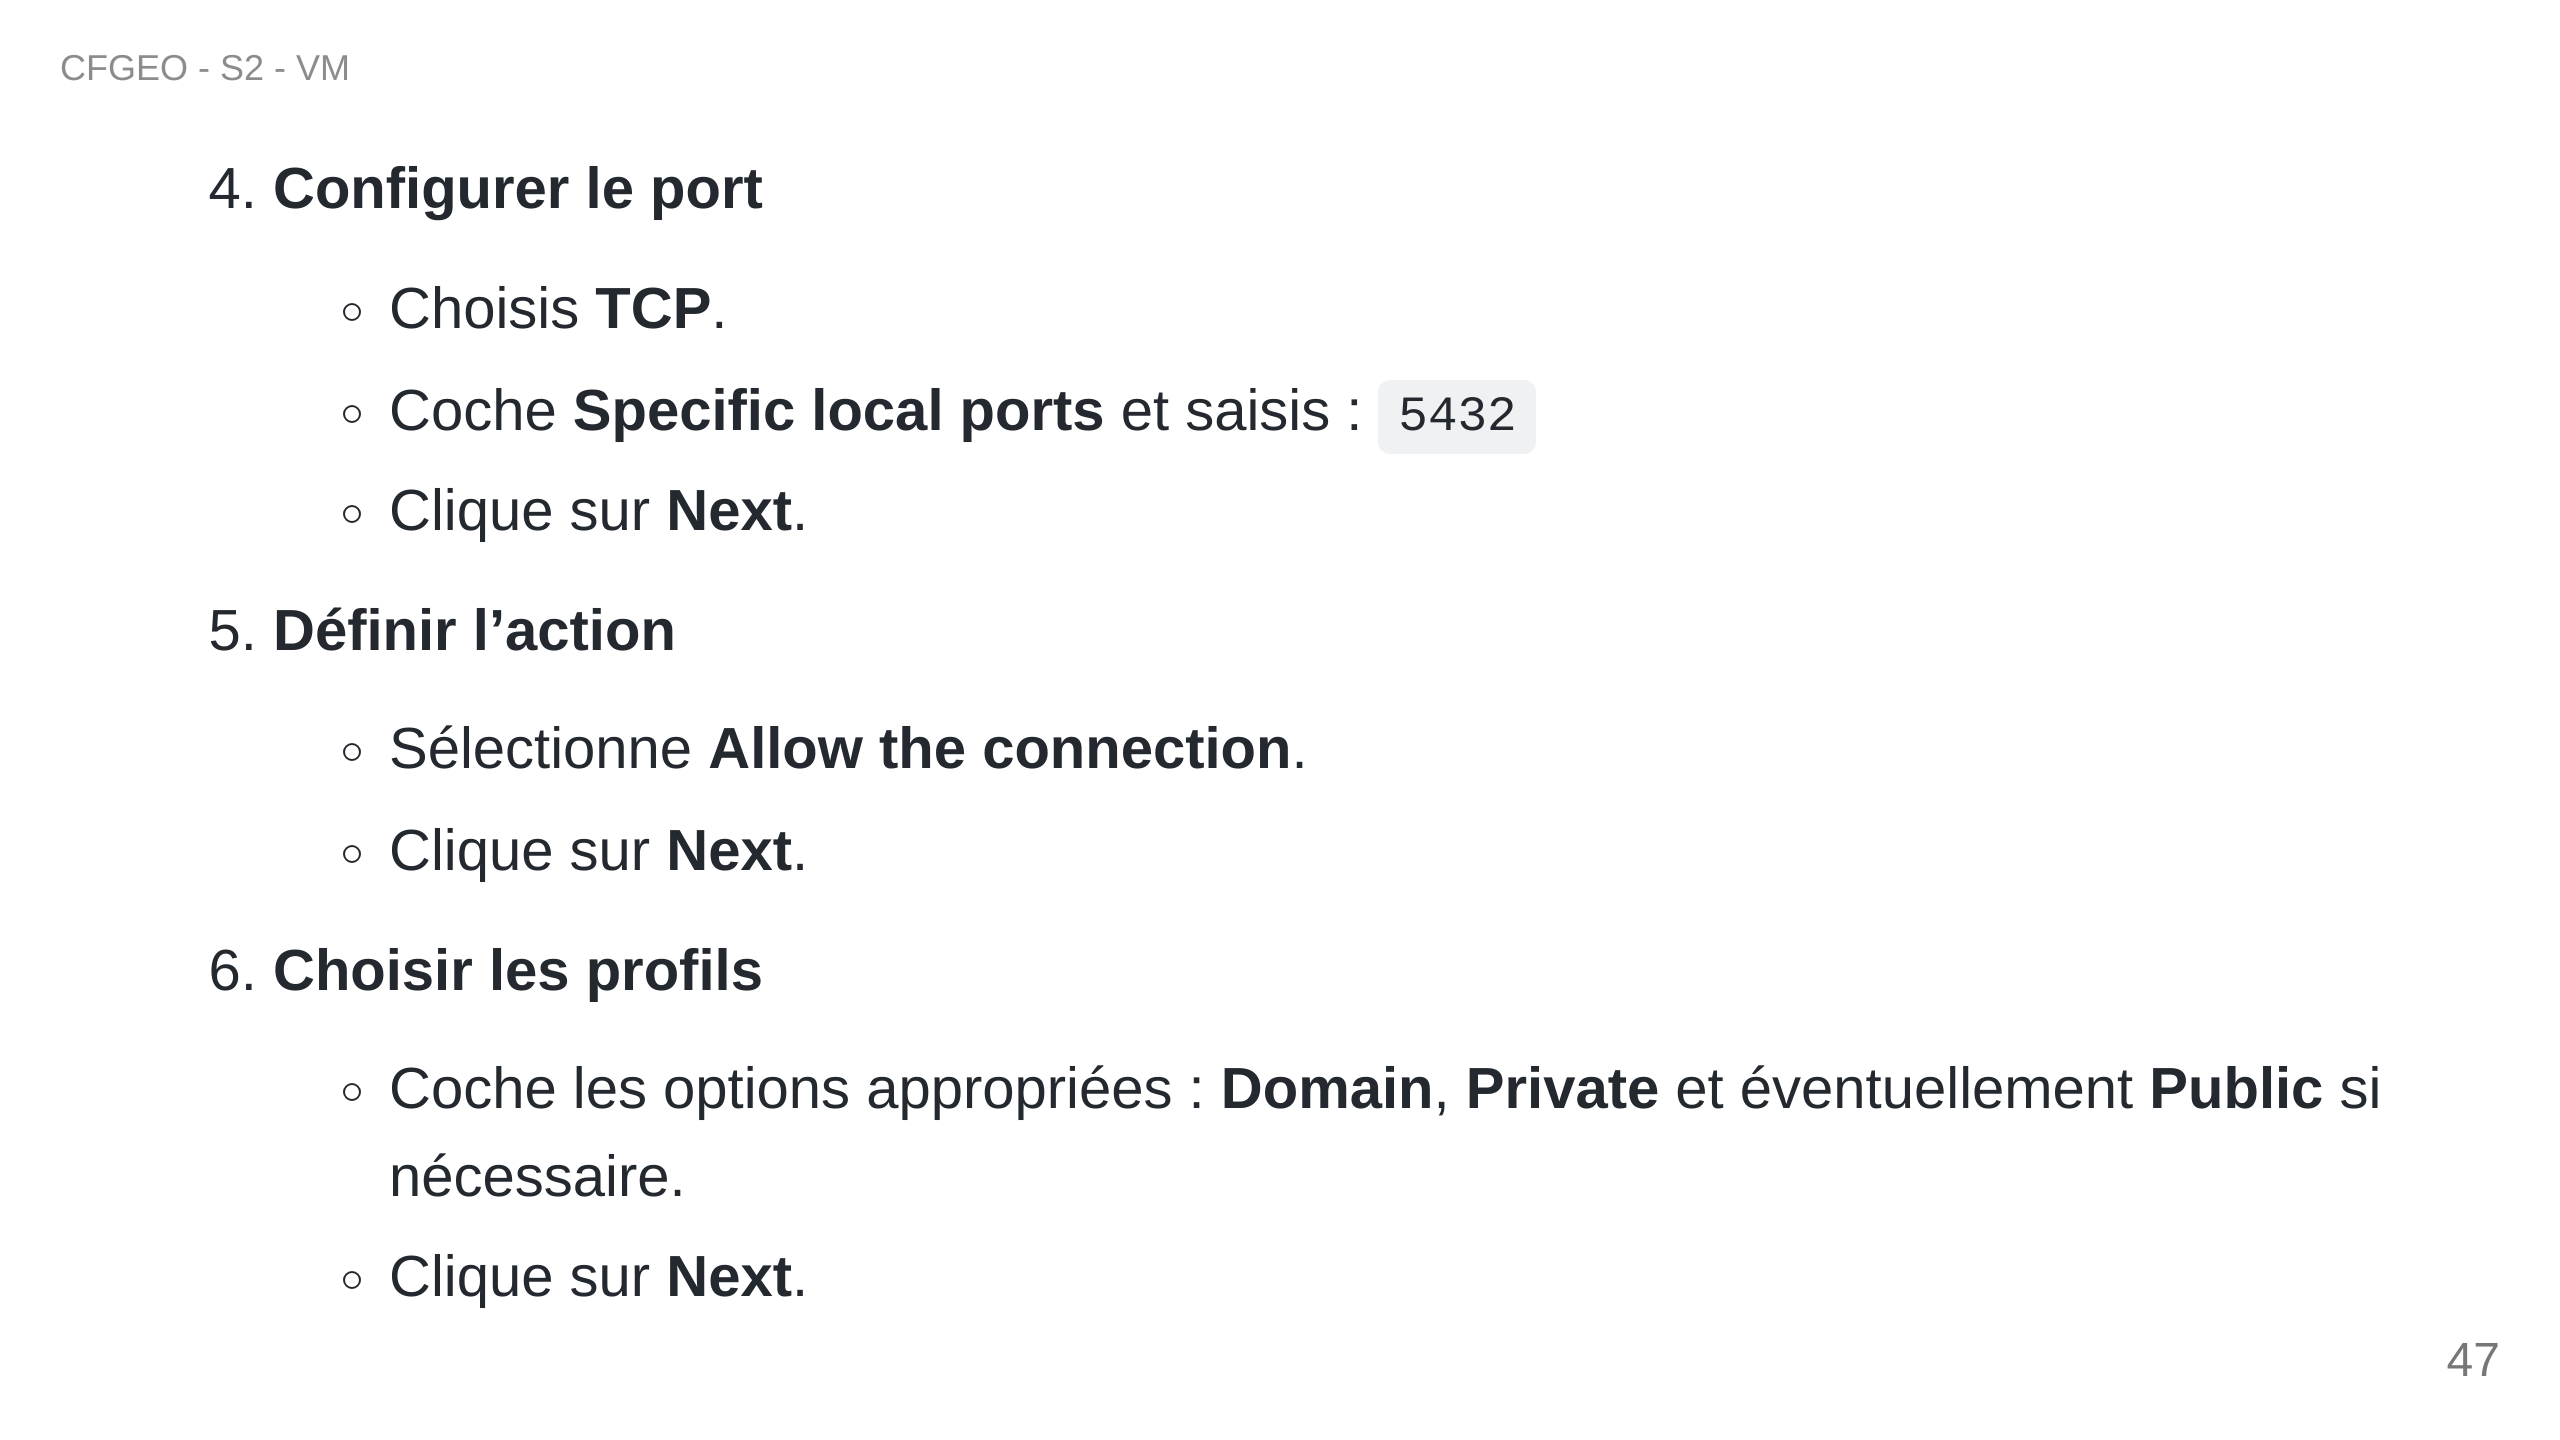 CFGEO - S2 - VM
4. Configurer le port
○ Choisis TCP.
○ Coche Specific local ports et saisis : 5432
○ Clique sur Next.
5. Définir l’action
○ Sélectionne Allow the connection.
○ Clique sur Next.
6. Choisir les profils
○ Coche les options appropriées : Domain, Private et éventuellement Public si
nécessaire.
○ Clique sur Next.
47